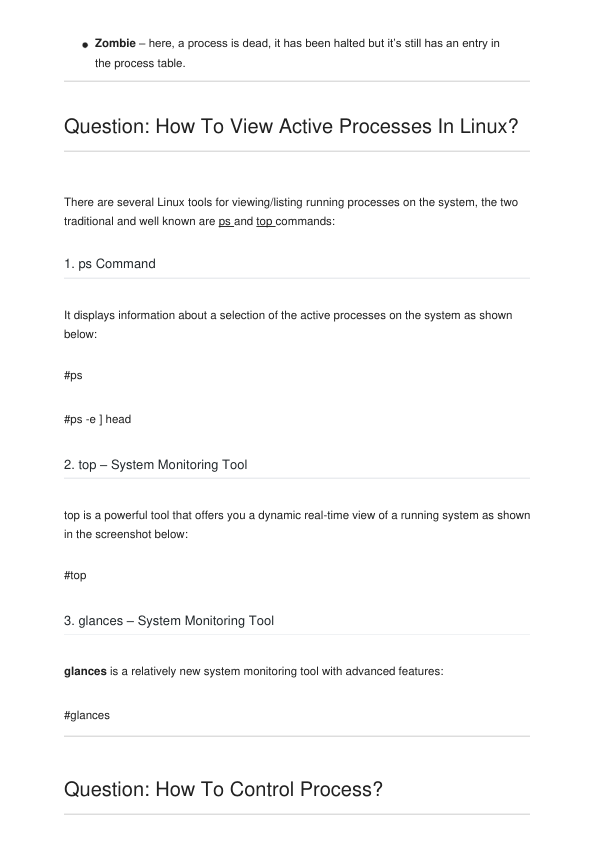 ● Zombie – here, a process is dead, it has been halted but it’s still has an entry in
the process table.
Question: How To View Active Processes In Linux?
There are several Linux tools for viewing/listing running processes on the system, the two
traditional and well known are ps and top commands:
1. ps Command
It displays information about a selection of the active processes on the system as shown
below:
#ps
#ps -e ] head
2. top – System Monitoring Tool
top is a powerful tool that offers you a dynamic real-time view of a running system as shown
in the screenshot below:
#top
3. glances – System Monitoring Tool
glances is a relatively new system monitoring tool with advanced features:
#glances
Question: How To Control Process?